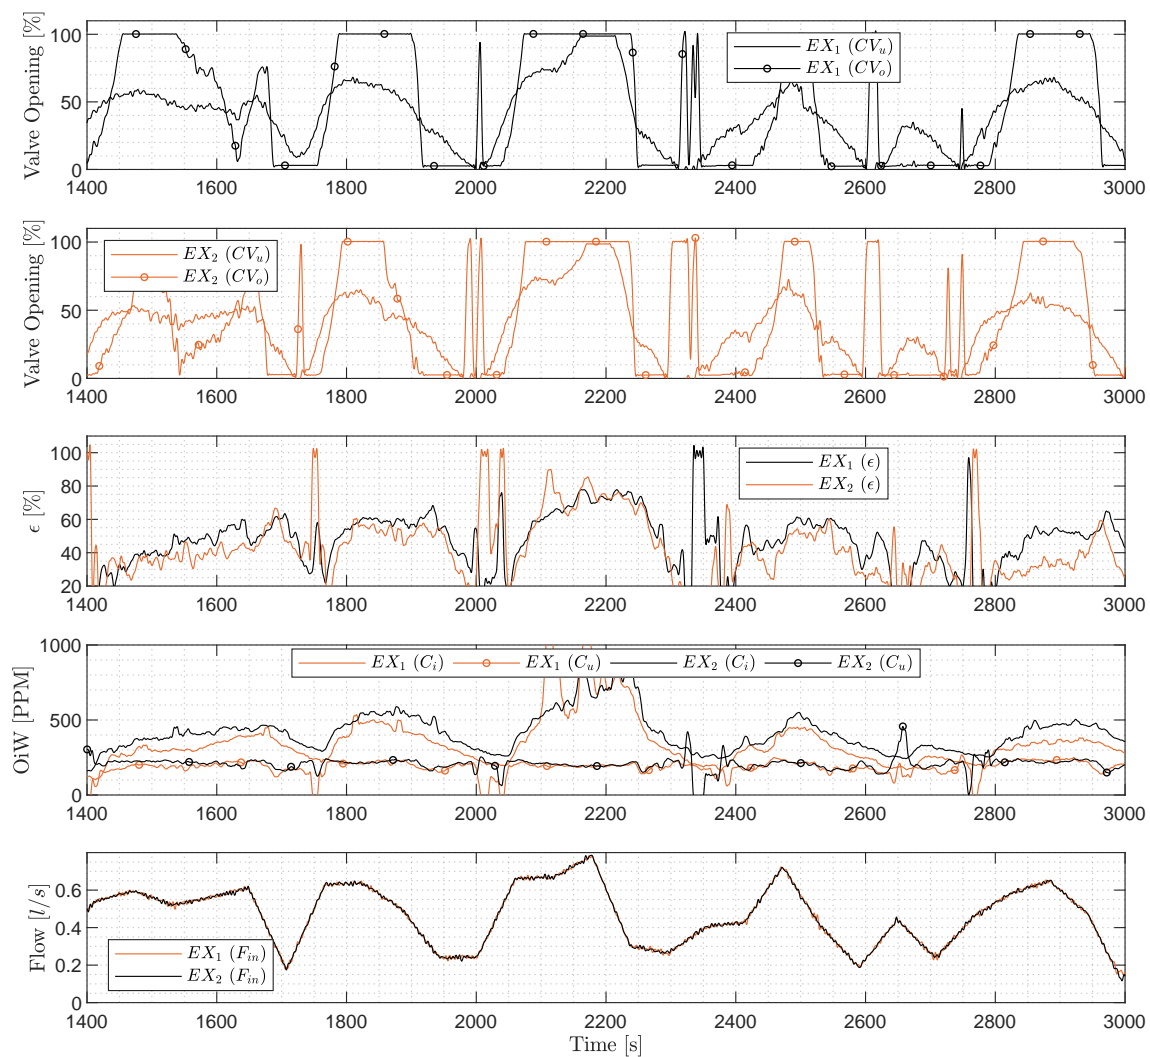 Valve Opening [%]
100
50
0
EX₁ (CVᵤ)
EX₁ (CVₒ)
1400 1600 1800 2000 2200 2400 2600 2800 3000
Valve Opening [%]
100
50
0
EX₂ (CVᵤ)
EX₂ (CVₒ)
1400 1600 1800 2000 2200 2400 2600 2800 3000
ϵ [%]
100
80
60
40
20
EX₁ (ϵ)
EX₂ (ϵ)
1400 1600 1800 2000 2200 2400 2600 2800 3000
OiW [PPM]
1000
500
0
EX₁ (Cᵢ) EX₁ (Cᵤ) EX₂ (Cᵢ) EX₂ (Cᵤ)
1400 1600 1800 2000 2200 2400 2600 2800 3000
Flow [l/s]
0.6
0.4
0.2
0
EX₁ (Fᵢₙ)
EX₂ (Fᵢₙ)
1400 1600 1800 2000 2200 2400 2600 2800 3000
Time [s]